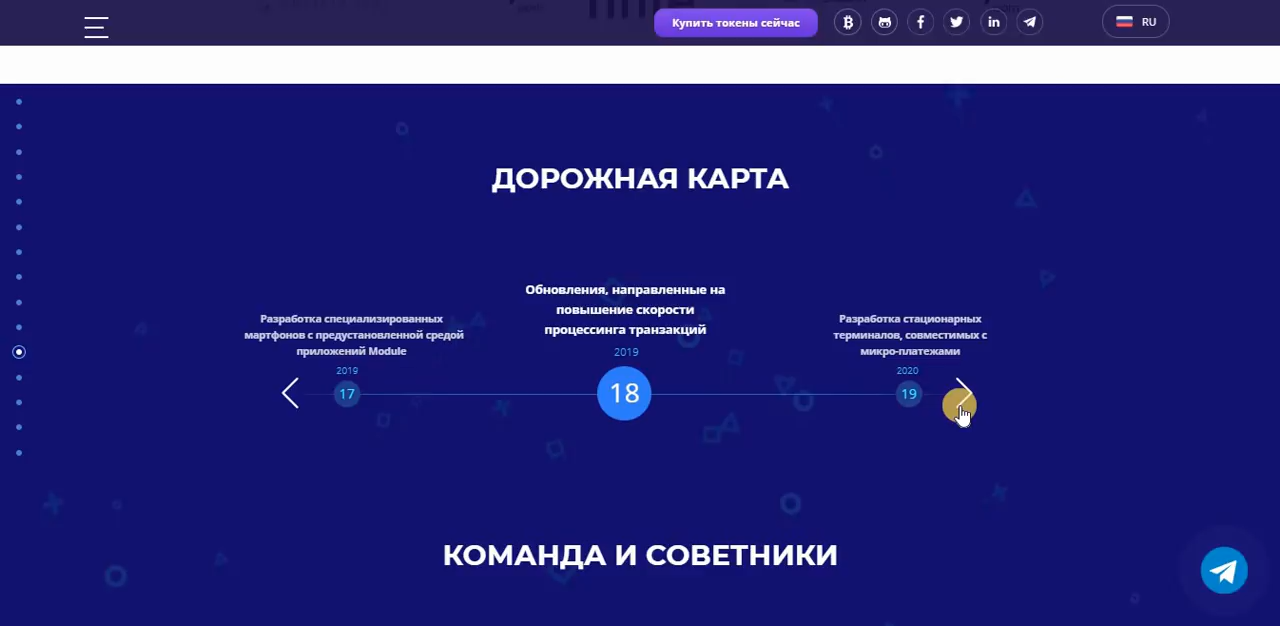 Купить токены сейчас
RU
ДОРОЖНАЯ КАРТА
Разработка специализированных
мартфонов с предустановленной средой
приложений Module
2019
17
Обновления, направленные на
повышение скорости
процессинга транзакций
2019
18
Разработка стационарных
терминалов, совместимых с
микро-платежами
2020
19
КОМАНДА И СОВЕТНИКИ